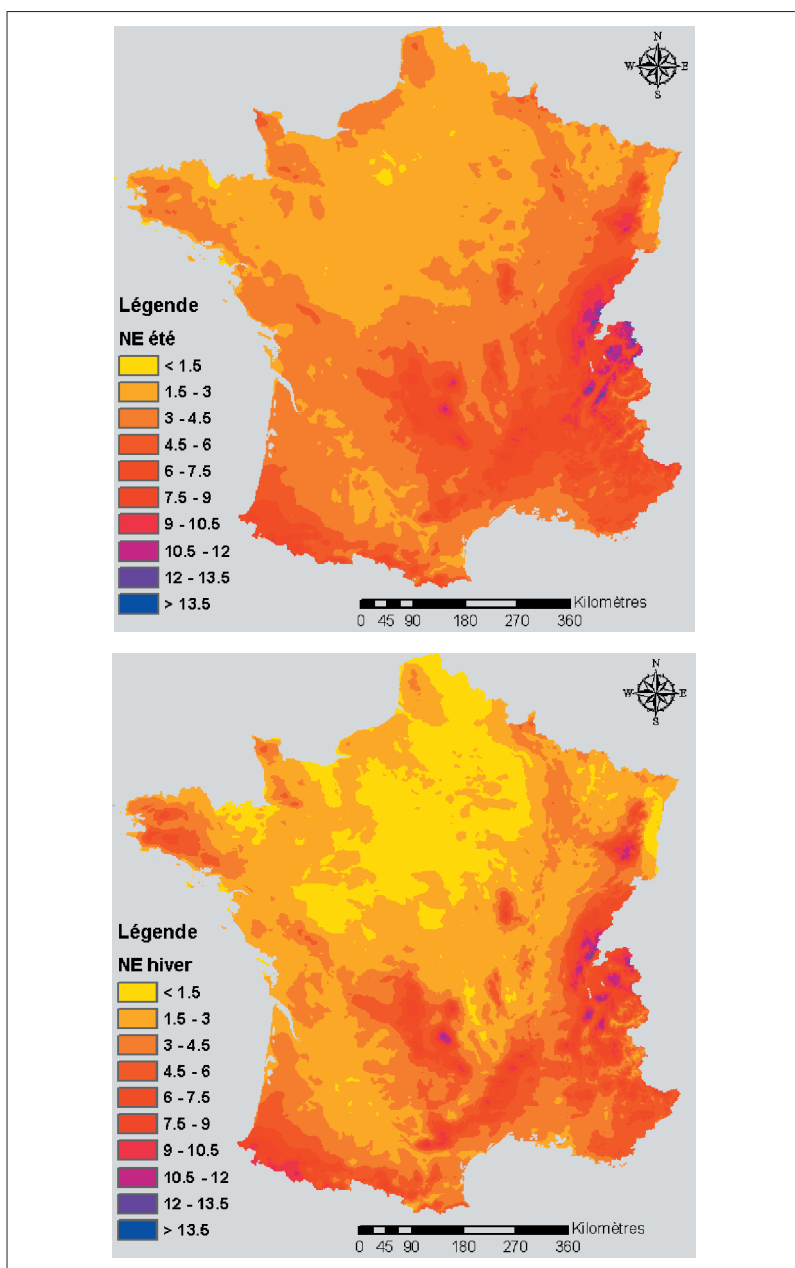 N
W E
S
Légende
NE été
< 1.5
1.5 - 3
3 - 4.5
4.5 - 6
6 - 7.5
7.5 - 9
9 - 10.5
10.5 - 12
12 - 13.5
> 13.5
Kilomètres
0 45 90 180 270 360
N
W E
S
Légende
NE hiver
< 1.5
1.5 - 3
3 - 4.5
4.5 - 6
6 - 7.5
7.5 - 9
9 - 10.5
10.5 - 12
12 - 13.5
> 13.5
Kilomètres
0 45 90 180 270 360